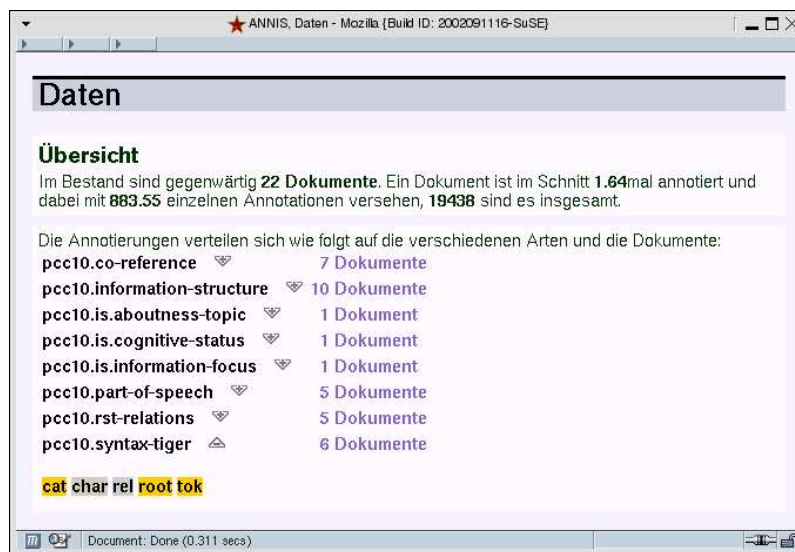 ANNIS, Daten - Mozilla {Build ID: 2002091116-SuSE}
Daten
Übersicht
Im Bestand sind gegenwärtig 22 Dokumente. Ein Dokument ist im Schnitt 1.64mal annotiert und
dabei mit 883.55 einzelnen Annotationen versehen, 19438 sind es insgesamt.
Die Annotierungen verteilen sich wie folgt auf die verschiedenen Arten und die Dokumente:
pcc10.co-reference 7 Dokumente
pcc10.information-structure 10 Dokumente
pcc10.is.aboutness-topic 1 Dokument
pcc10.is.cognitive-status 1 Dokument
pcc10.is.information-focus 1 Dokument
pcc10.part-of-speech 5 Dokumente
pcc10.rst-relations 5 Dokumente
pcc10.syntax-tiger 6 Dokumente
cat char rel root tok
Document: Done (0.311 secs)